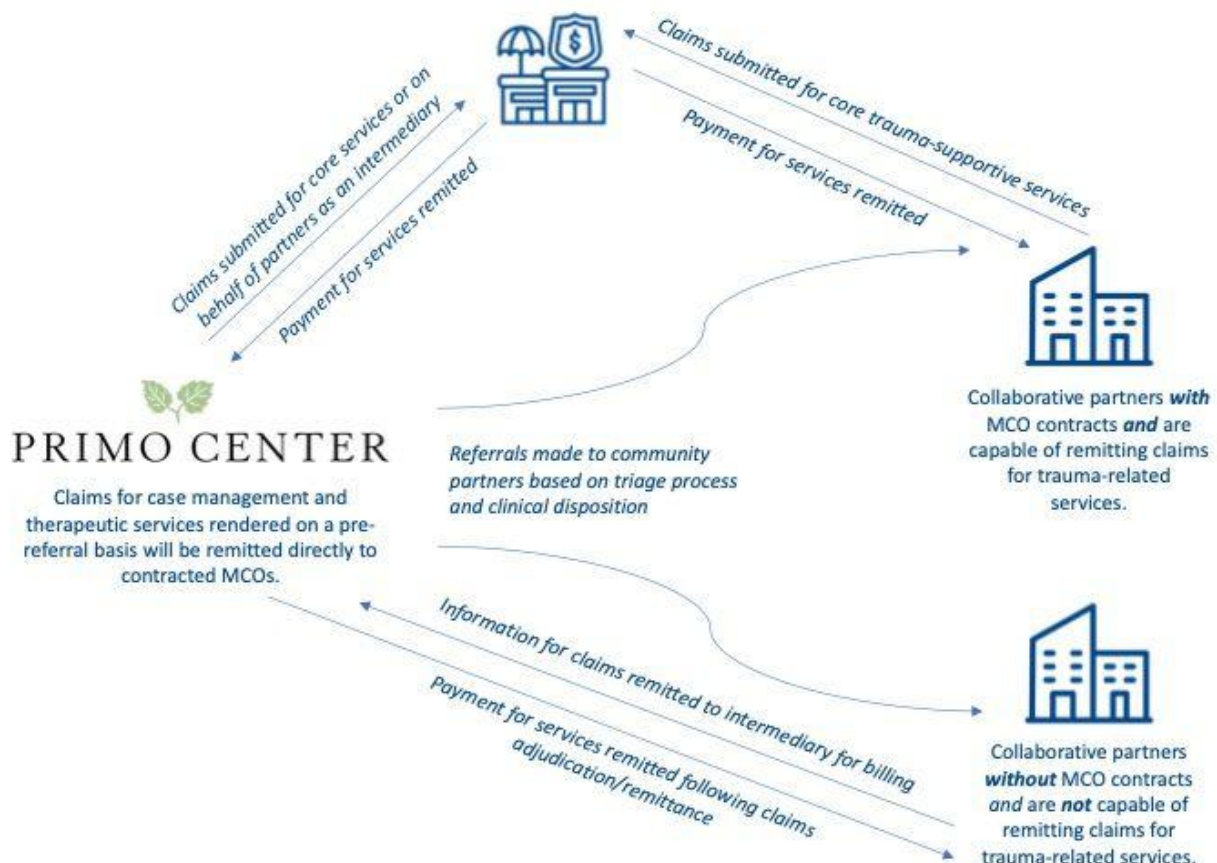 $
Claims submitted for core services or on
behalf of partners as an intermediary
Payment for services remitted
Claims submitted for core trauma-supportive services
Payment for services remitted
PRIMO CENTER
Claims for case management and
therapeutic services rendered on a pre-
referral basis will be remitted directly to
contracted MCOs.
Referrals made to community
partners based on triage process
and clinical disposition
Collaborative partners with
MCO contracts and are
capable of remitting claims
for trauma-related
services.
Information for claims remitted to intermediary for billing
Payment for services remitted following claims
adjudication/remittance
Collaborative partners
without MCO contracts
and are not capable of
remitting claims for
trauma-related services.